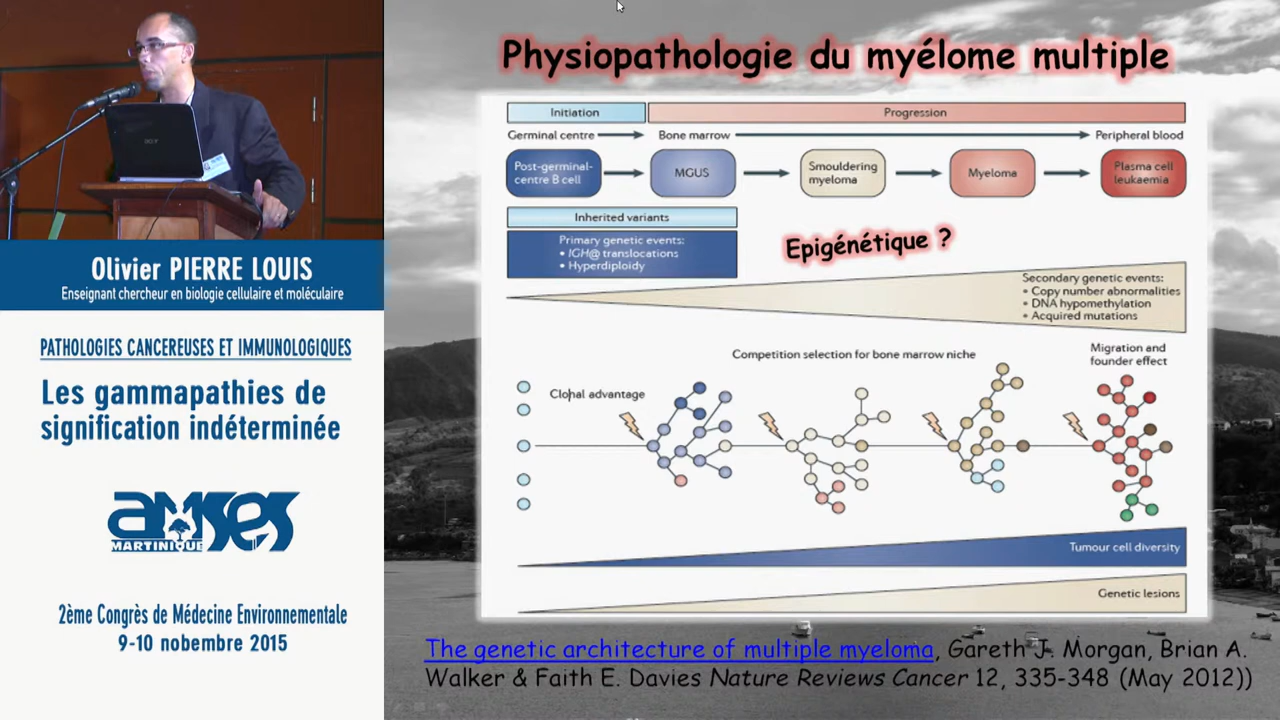 Physiopathologie du myélome multiple
Initiation
Progression
Germinal centre
Bone marrow
Peripheral blood
Post-germinal-
centre B cell
MGUS
Smouldering
myeloma
Myeloma
Plasma cell
leukaemia
Inherited variants
Primary genetic events:
• IGH@ translocations
• Hyperdiploidy
Epigénétique ?
Secondary genetic events:
• Copy number abnormalities
• DNA hypomethylation
• Acquired mutations
Competition selection for bone marrow niche
Migration and
founder effect
Clonal advantage
Tumour cell diversity
Genetic lesions
The genetic architecture of multiple myeloma, Gareth J. Morgan, Brian A.
Walker & Faith E. Davies Nature Reviews Cancer 12, 335-348 (May 2012))
acer
Olivier PIERRE LOUIS
Enseignant chercheur en biologie cellulaire et moléculaire
PATHOLOGIES CANCEREUSES ET IMMUNOLOGIQUES
Les gammapathies de
signification indéterminée
AMSES
MARTINIQUE
2ème Congrès de Médecine Environnementale
9-10 nobembre 2015